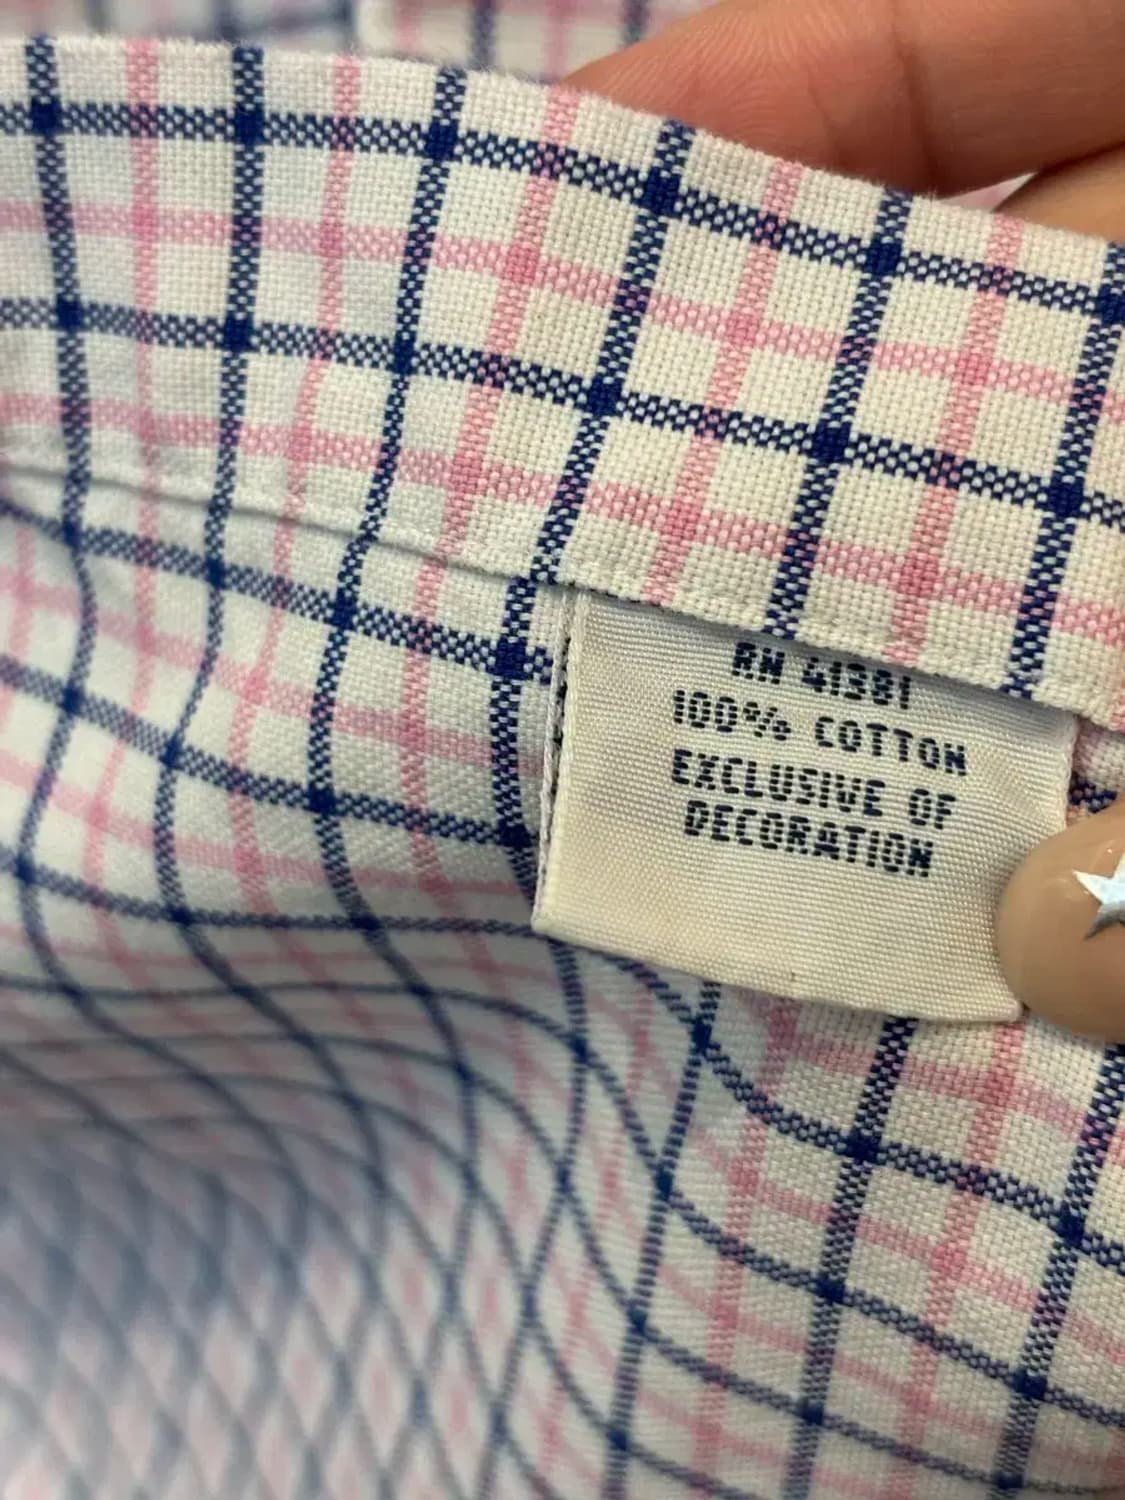 RN 41381
100% COTTON
EXCLUSIVE OF
DECORATION